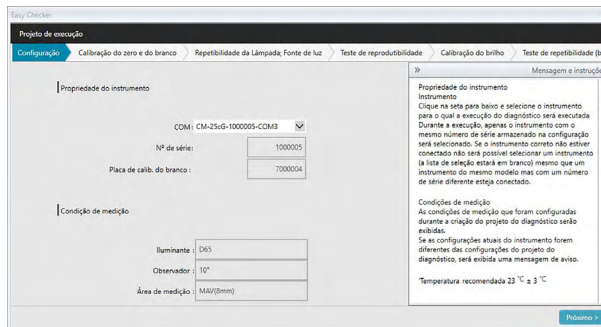 Easy Checker
Projeto de execução
Configuração
Calibração do zero e do branco
Repetibilidade da Lâmpada; Fonte de luz
Teste de reprodutibilidade
Calibração do brilho
Teste de repetibilidade (b
Propriedade do instrumento
COM: CM-25cG-1000005-COM3
Nº de série: 1000005
Placa de calib. do branco : 7000004
Condição de medição
Iluminante : D65
Observador : 10°
Área de medição : MAV(8mm)
» Mensagem e instruçõe
Propriedade do instrumento
Instrumento
Clique na seta para baixo e selecione o instrumento
para o qual a execução do diagnóstico será executada
Durante a execução, apenas o instrumento com o
mesmo número de série armazenado na configuração
será selecionado. Se o instrumento correto não estiver
conectado não será possível selecionar um instrumento
(a lista de seleção estará em branco) mesmo que um
instrumento do mesmo modelo mas com um número
de série diferente esteja conectado.
Condições de medição
As condições de medição que foram configuradas
durante a criação do projeto do diagnóstico serão
exibidas.
Se as configurações atuais do instrumento forem
diferentes das configurações do projeto do
diagnóstico, será exibida uma mensagem de aviso.
'Temperatura recomendada 23 °C ± 3 °C
Próximo >